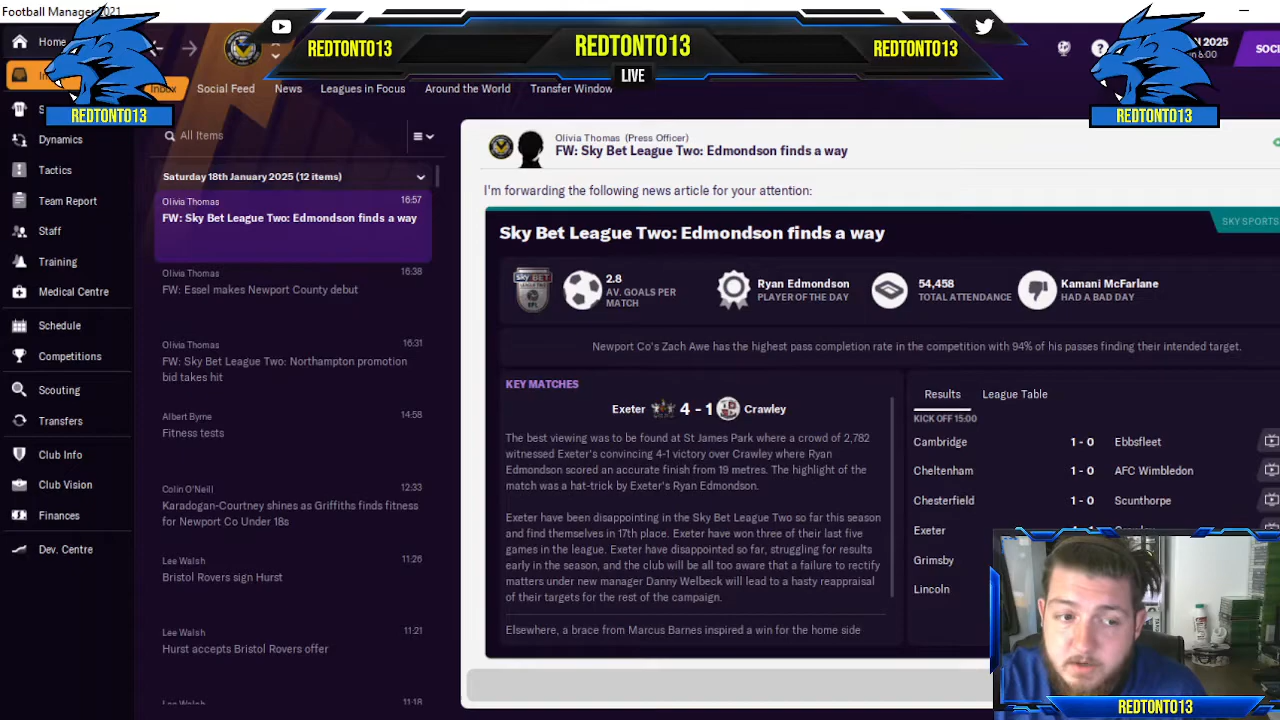 Football Manager 2021
REDTONTO13
REDTONTO13
REDTONTO13
LIVE
REDTONTO13
REDTONTO13
Home
N 2025
6:00
Inbox
Social Feed
News
Leagues in Focus
Around the World
Transfer Window
Dynamics
Tactics
Team Report
Staff
Training
Medical Centre
Schedule
Competitions
Scouting
Transfers
Club Info
Club Vision
Finances
Dev. Centre
All Items
Saturday 18th January 2025 (12 items)
Olivia Thomas 16:57
FW: Sky Bet League Two: Edmondson finds a way
Olivia Thomas 16:38
FW: Essel makes Newport County debut
Olivia Thomas 16:31
FW: Sky Bet League Two: Northampton promotion
bid takes hit
Albert Byrne 14:58
Fitness tests
Colin O'Neill 12:33
Karadogan-Courtney shines as Griffiths finds fitness
for Newport Co Under 18s
Lee Walsh 11:26
Bristol Rovers sign Hurst
Lee Walsh 11:21
Hurst accepts Bristol Rovers offer
Lee Walsh 11:18
Olivia Thomas (Press Officer)
FW: Sky Bet League Two: Edmondson finds a way
I'm forwarding the following news article for your attention:
SKY SPORTS
Sky Bet League Two: Edmondson finds a way
2.8
AV. GOALS PER
MATCH
Ryan Edmondson
PLAYER OF THE DAY
54,458
TOTAL ATTENDANCE
Kamani McFarlane
HAD A BAD DAY
Newport Co's Zach Awe has the highest pass completion rate in the competition with 94% of his passes finding their intended target.
KEY MATCHES
Exeter 4 - 1 Crawley
The best viewing was to be found at St James Park where a crowd of 2,782
witnessed Exeter's convincing 4-1 victory over Crawley where Ryan
Edmondson scored an accurate finish from 19 metres. The highlight of the
match was a hat-trick by Exeter's Ryan Edmondson.
Exeter have been disappointing in the Sky Bet League Two so far this season
and find themselves in 17th place. Exeter have won three of their last five
games in the league. Exeter have disappointed so far, struggling for results
early in the season, and the club will be all too aware that a failure to rectify
matters under new manager Danny Welbeck will lead to a hasty reappraisal
of their targets for the rest of the campaign.
Elsewhere, a brace from Marcus Barnes inspired a win for the home side
Results League Table
KICK OFF 15:00
Cambridge 1 - 0 Ebbsfleet
Cheltenham 1 - 0 AFC Wimbledon
Chesterfield 1 - 0 Scunthorpe
Exeter 4 - 1 Crawley
Grimsby
Lincoln
REDTONTO13